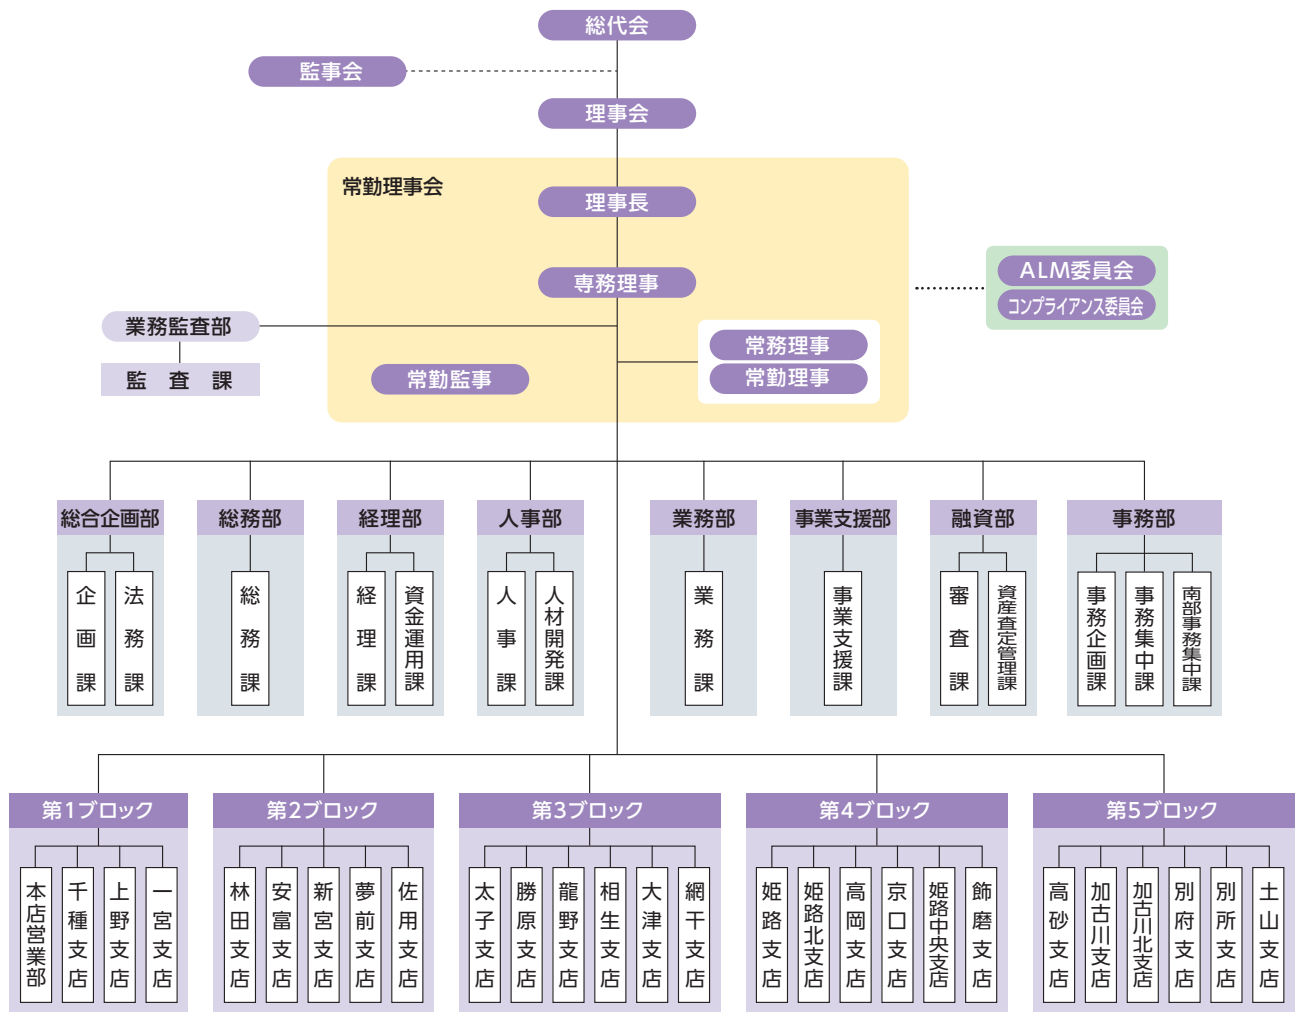 総代会
監事会
理事会
常勤理事会
理事長
専務理事
ALM委員会
コンプライアンス委員会
業務監査部
監査課
常務理事
常勤理事
常勤監事
総合企画部
企画課
法務課
総務部
総務課
経理部
経理課
資金運用課
人事部
人事課
人材開発課
業務部
業務課
事業支援部
事業支援課
融資部
審査課
資産査定管理課
事務部
事務企画課
事務集中課
南部事務集中課
第1ブロック
本店営業部
千種支店
上野支店
一宮支店
第2ブロック
林田支店
安富支店
新宮支店
夢前支店
佐用支店
第3ブロック
太子支店
勝原支店
龍野支店
相生支店
大津支店
網干支店
第4ブロック
姫路支店
姫路北支店
高岡支店
京口支店
姫路中央支店
飾磨支店
第5ブロック
高砂支店
加古川支店
加古川北支店
別府支店
別所支店
土山支店